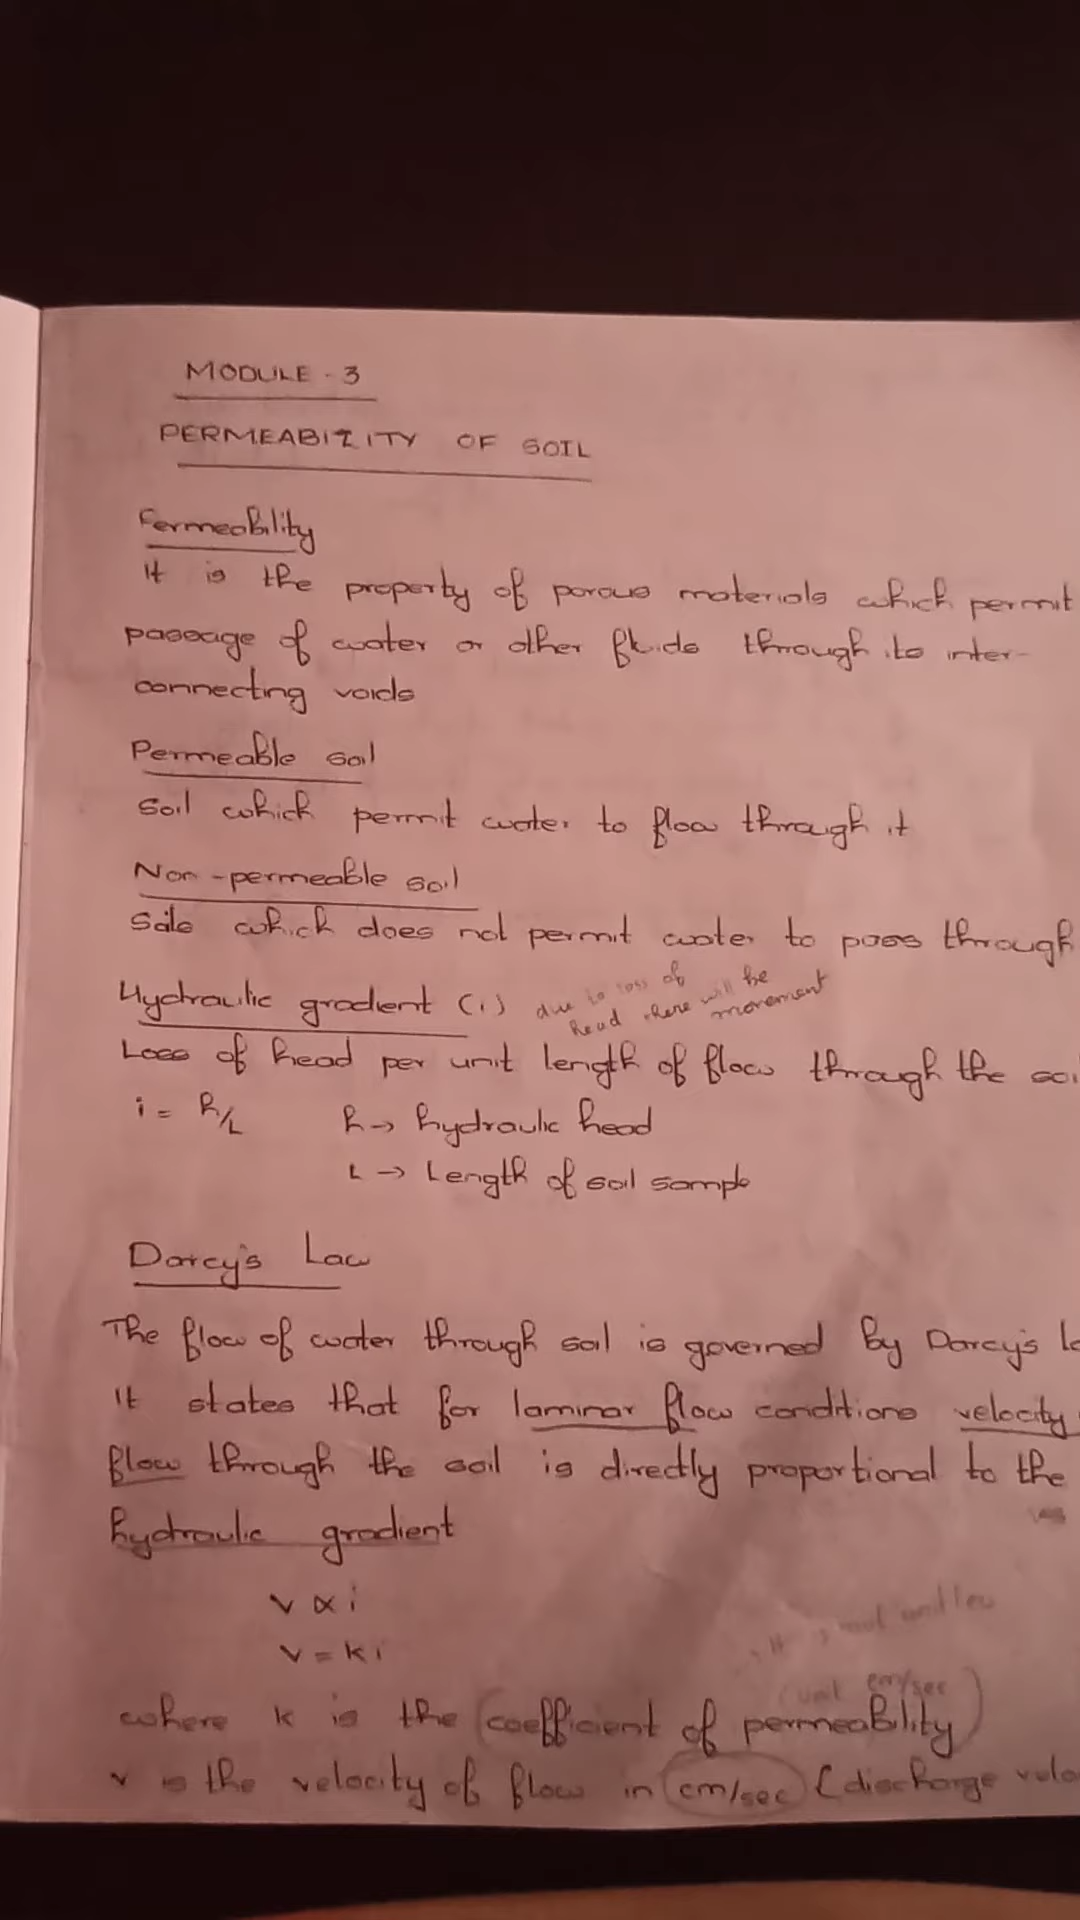 MODULE - 3
PERMEABILITY OF SOIL
Permeability
It is the property of porous materials which permit
passage of water or other fluids through its inter-
connecting voids
Permeable soil
Soil which permit water to flow through it
Non-permeable soil
Soils which does not permit water to pass through
Hydraulic gradient (i) due to loss of head there will be movement
Loss of head per unit length of flow through the soi
i = h/L h → hydraulic head
L → Length of soil sample
Darcy's Law
The flow of water through soil is governed by Darcy's la
It states that for laminar flow conditions velocity
flow through the soil is directly proportional to the
hydraulic gradient
v ∝ i
v = ki
(unit cm/sec
where k is the (coefficient of permeability)
v is the velocity of flow in cm/sec (discharge velo